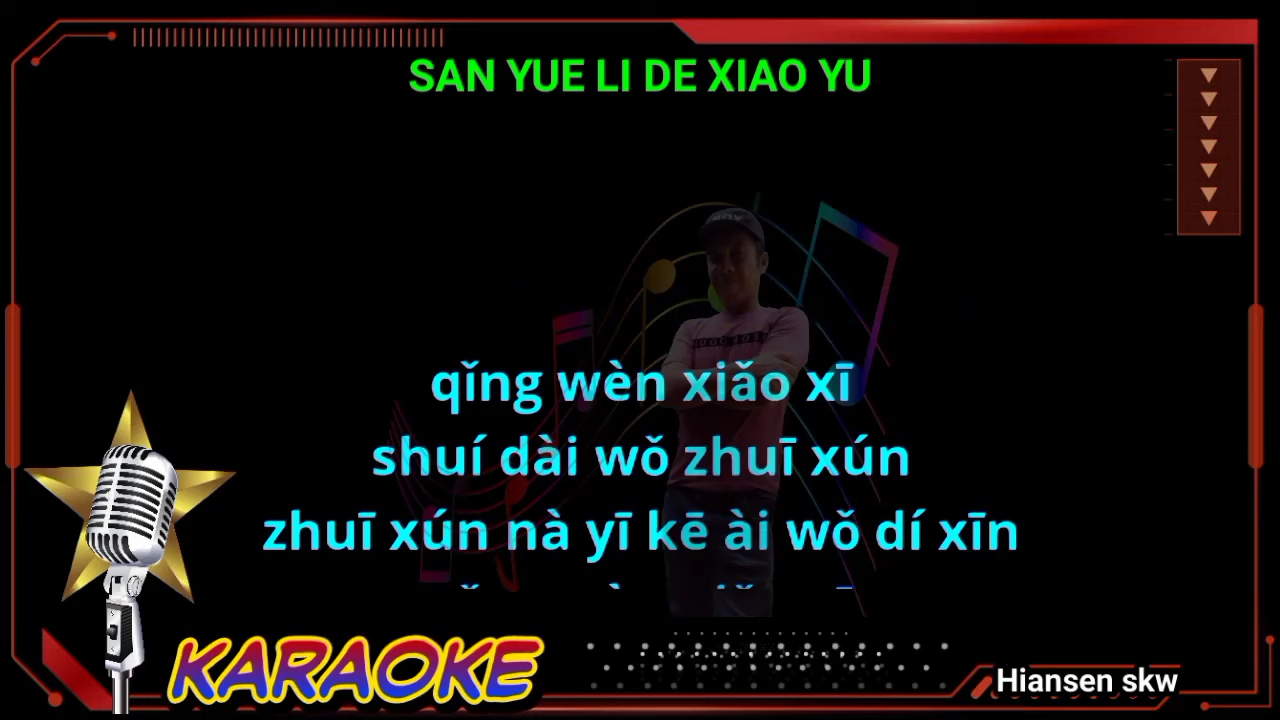 SAN YUE LI DE XIAO YU
qǐng wèn xiǎo xī
shuí dài wǒ zhuī xún
zhuī xún nà yī kē ài wǒ dí xīn
KARAOKE
Hiansen skw